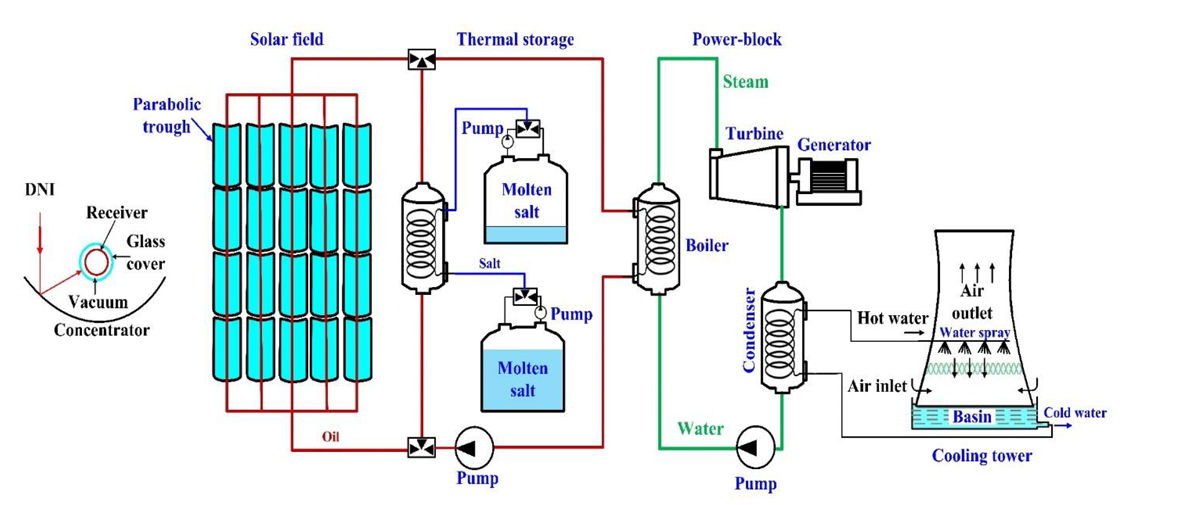 Solar field
Thermal storage
Power-block
Parabolic
trough
Pump
Molten
salt
Steam
Turbine
Generator
DNI
Receiver
Glass
cover
Vacuum
Concentrator
Salt
Pump
Molten
salt
Boiler
Condenser
Hot water
Air
outlet
Water spray
Air inlet
Basin
Cold water
Cooling tower
Oil
Pump
Water
Pump